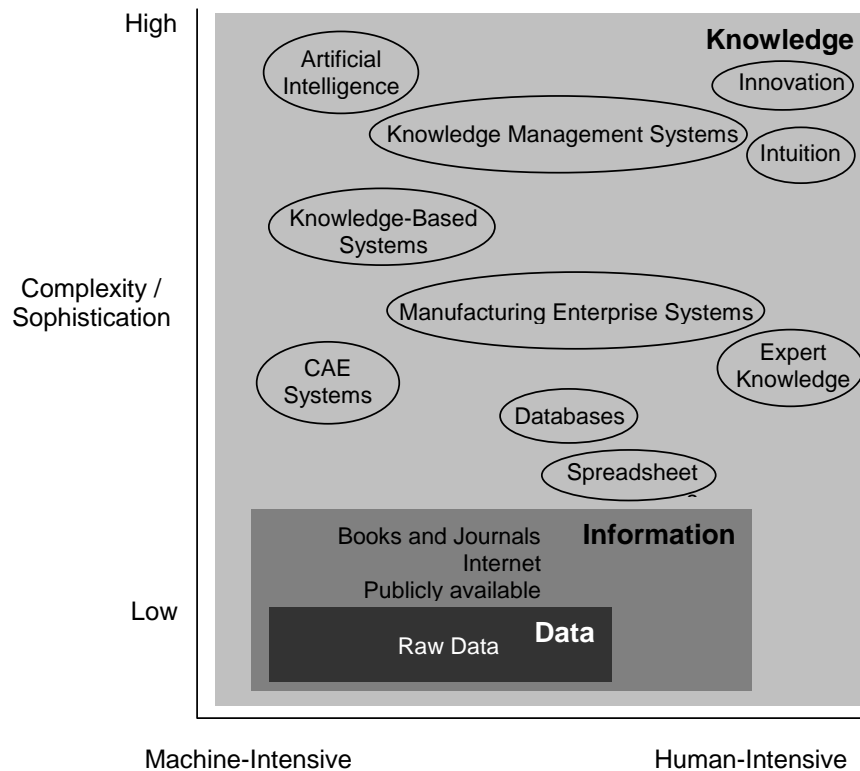 High
Knowledge
Artificial
Intelligence
Innovation
Knowledge Management Systems
Intuition
Knowledge-Based
Systems
Complexity /
Sophistication
Manufacturing Enterprise Systems
CAE
Systems
Expert
Knowledge
Databases
Spreadsheet
Information
Books and Journals
Internet
Publicly available
Low
Data
Raw Data
Machine-Intensive
Human-Intensive